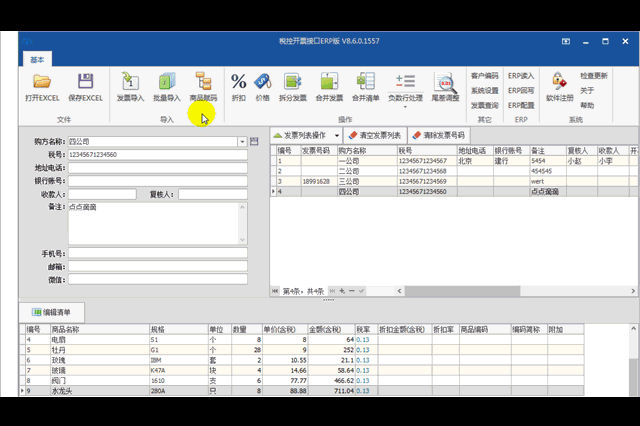 税控开票接口ERP版 V8.6.0.1557
基本
打开EXCEL 保存EXCEL 发票导入 批量导入 商品赋码 折扣 价格 拆分发票 合并发票 合并清单 负数行处理 尾差调整 客户编码 系统设置 发票查询 ERP读入 ERP回写 ERP配置 软件注册 检查更新 关于 帮助
文件 导入 操作 其它 ERP 系统
购方名称: 四公司
税号: 12345671234560
地址电话:
银行账号:
收款人: 复核人:
备注: 点点滴滴
手机号:
邮箱:
微信:
发票列表操作 清空发票列表 清除发票号码
编号 发票号码 购方名称 税号 地址电话 银行账号 备注 复核人 收款人 开
1 一公司 12345671234567 北京 建行 5454 小赵 小李
2 二公司 12345671234568 454545
3 18991628 三公司 12345671234569 wert
4 四公司 12345671234560 点点滴滴
第4条, 共4条
编辑清单
编号 商品名称 规格 单位 数量 单价(含税) 金额(含税) 税率 折扣金额(含税) 折扣率 商品编码 编码简称 附加
4 电扇 S1 个 8 8 64 0.13
5 牡丹 G1 个 28 9 252 0.13
6 玫瑰 IBM 套 2 10.55 21.1 0.13
7 玻璃 K47A 块 4 14.66 58.64 0.13
8 阀门 1610 支 6 77.77 466.62 0.13
9 水龙头 280A 只 8 88.88 711.04 0.13